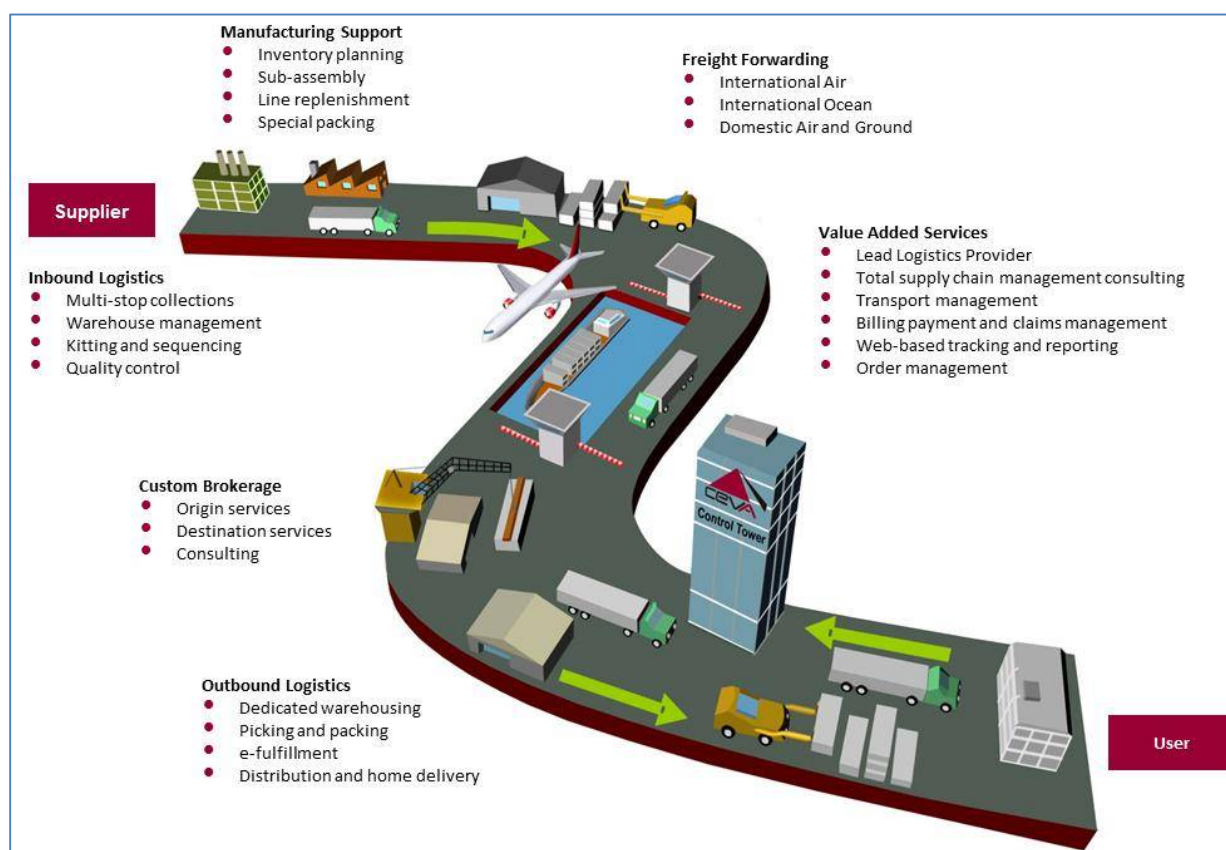 Manufacturing Support
Inventory planning
Sub-assembly
Line replenishment
Special packing
Freight Forwarding
International Air
International Ocean
Domestic Air and Ground
Supplier
Value Added Services
Lead Logistics Provider
Total supply chain management consulting
Transport management
Billing payment and claims management
Web-based tracking and reporting
Order management
Inbound Logistics
Multi-stop collections
Warehouse management
Kitting and sequencing
Quality control
Custom Brokerage
Origin services
Destination services
Consulting
CEVA
Control Tower
Outbound Logistics
Dedicated warehousing
Picking and packing
e-fulfillment
Distribution and home delivery
User